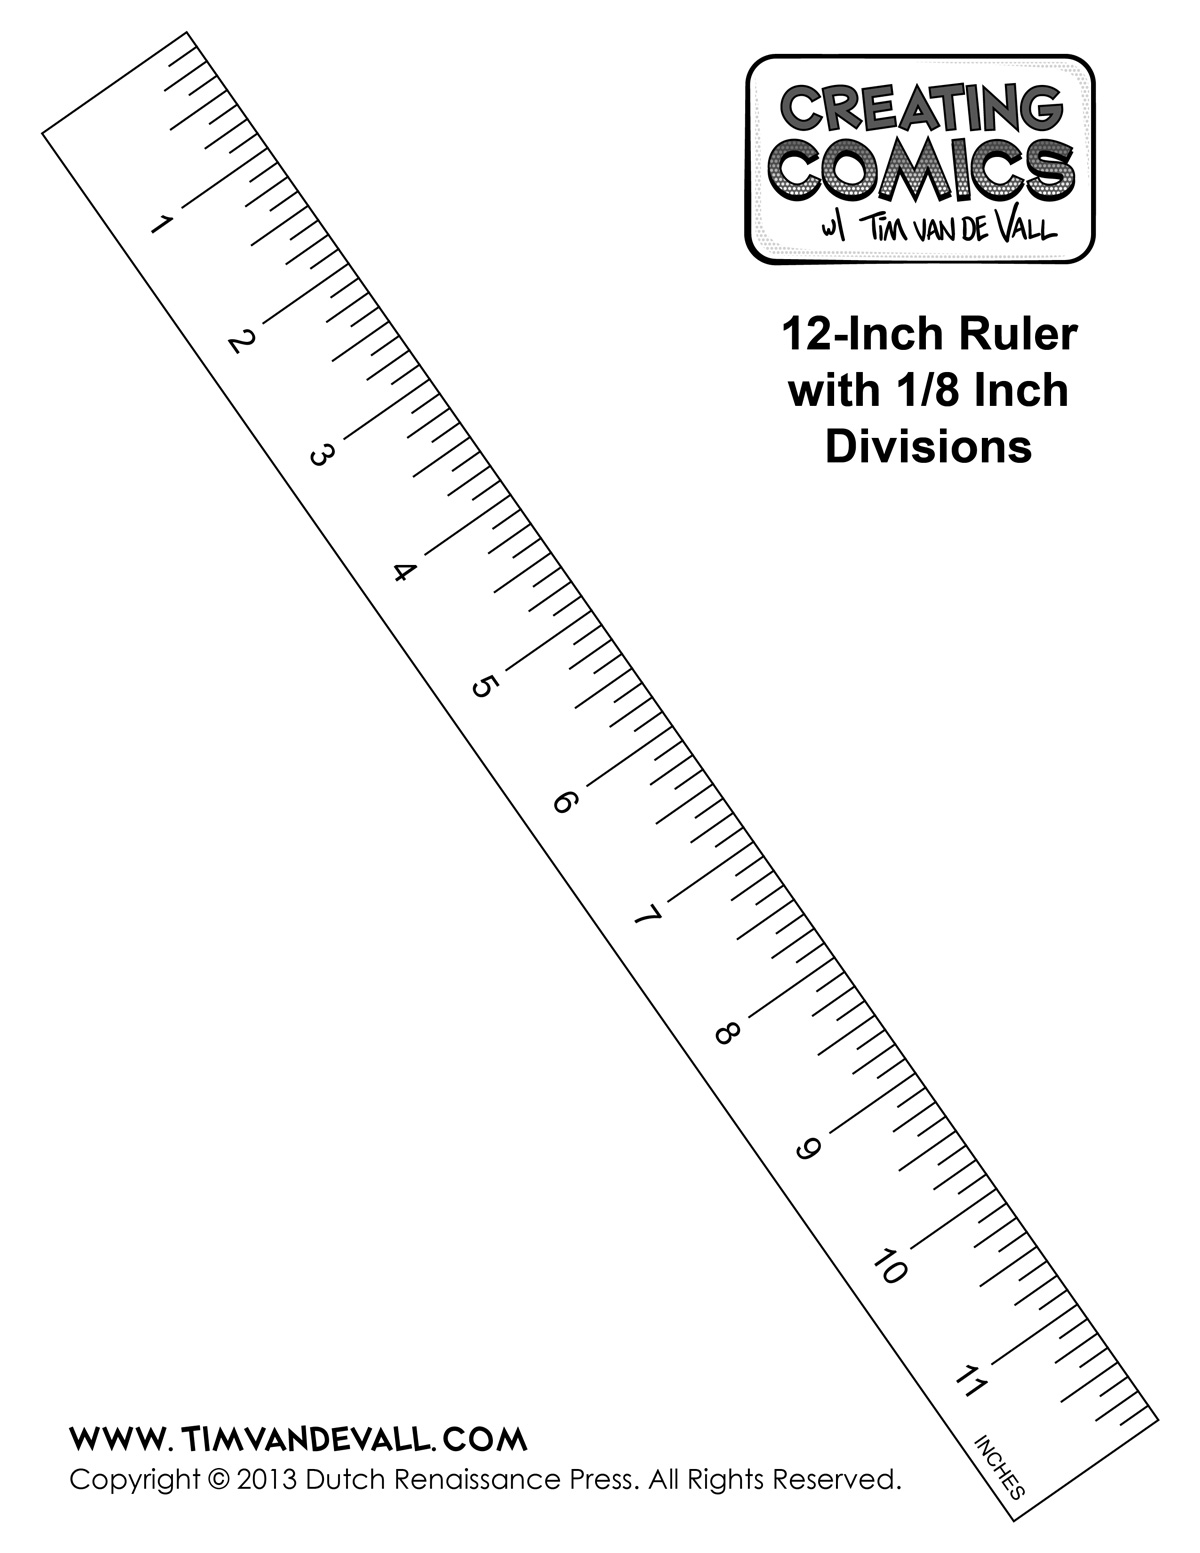 CREATING
COMICS
w/ TIM VAN DE VALL
12-Inch Ruler
with 1/8 Inch
Divisions
1
2
3
4
5
6
7
8
9
10
11
INCHES
WWW.TIMVANDEVALL.COM
Copyright © 2013 Dutch Renaissance Press. All Rights Reserved.